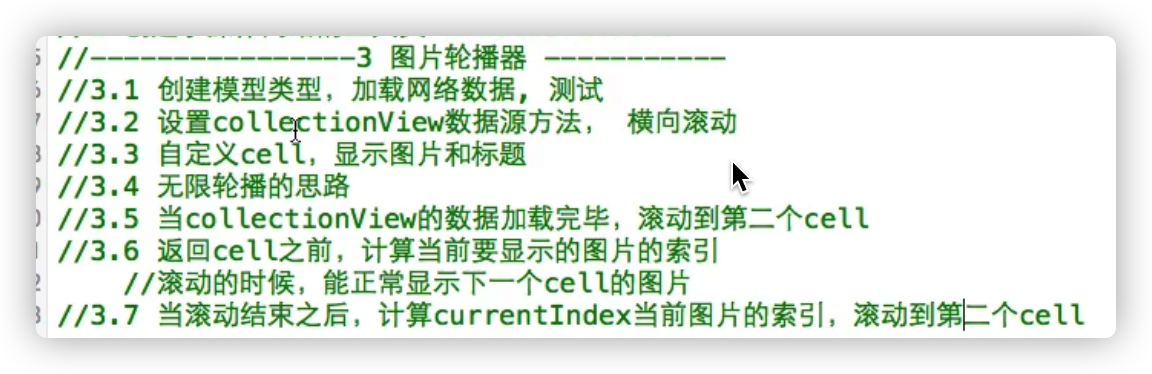 //----------------3 图片轮播器 -----------
//3.1 创建模型类型，加载网络数据, 测试
//3.2 设置collectionView数据源方法， 横向滚动
//3.3 自定义cell，显示图片和标题
//3.4 无限轮播的思路
//3.5 当collectionView的数据加载完毕，滚动到第二个cell
//3.6 返回cell之前，计算当前要显示的图片的索引
//滚动的时候，能正常显示下一个cell的图片
//3.7 当滚动结束之后，计算currentIndex当前图片的索引，滚动到第二个cell